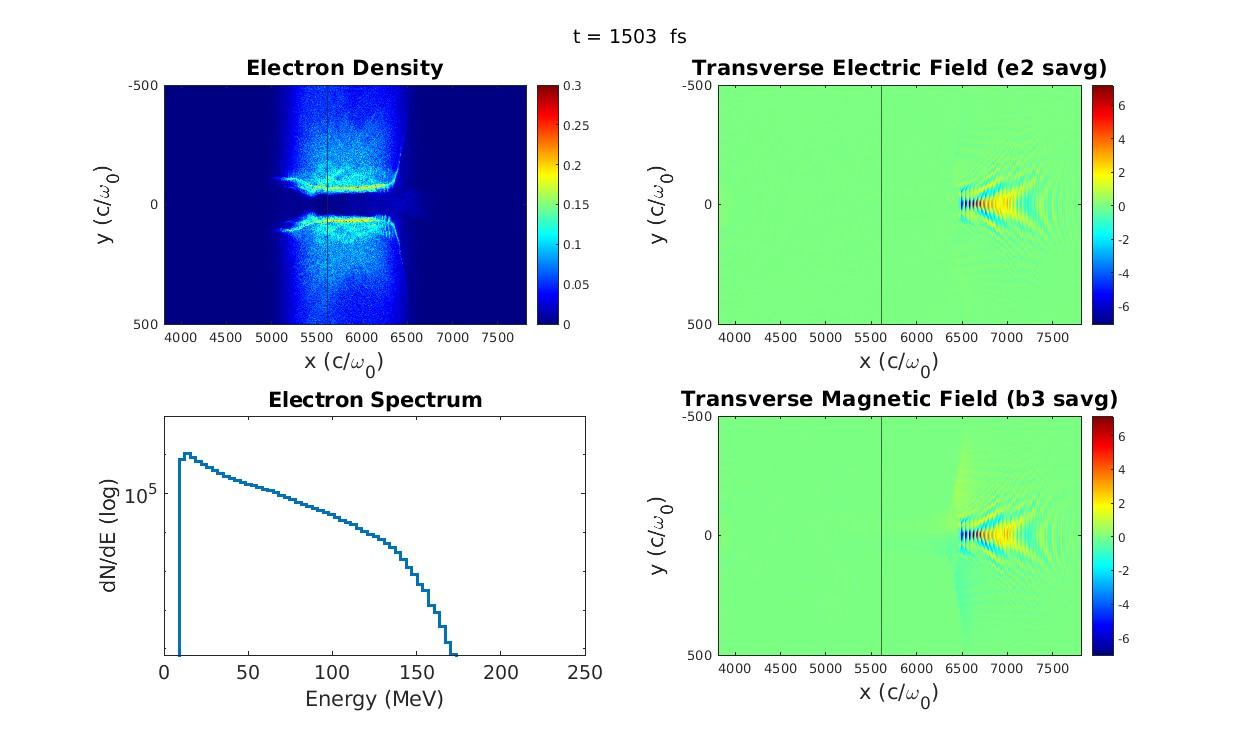 t = 1503 fs
Electron Density
-500
0
500
4000 4500 5000 5500 6000 6500 7000 7500
x (c/ω0)
y (c/ω0)
0.3
0.25
0.2
0.15
0.1
0.05
0
Transverse Electric Field (e2 savg)
-500
0
500
4000 4500 5000 5500 6000 6500 7000 7500
x (c/ω0)
y (c/ω0)
6
4
2
0
-2
-4
-6
Electron Spectrum
10^5
dN/dE (log)
0 50 100 150 200 250
Energy (MeV)
Transverse Magnetic Field (b3 savg)
-500
0
500
4000 4500 5000 5500 6000 6500 7000 7500
x (c/ω0)
y (c/ω0)
6
4
2
0
-2
-4
-6